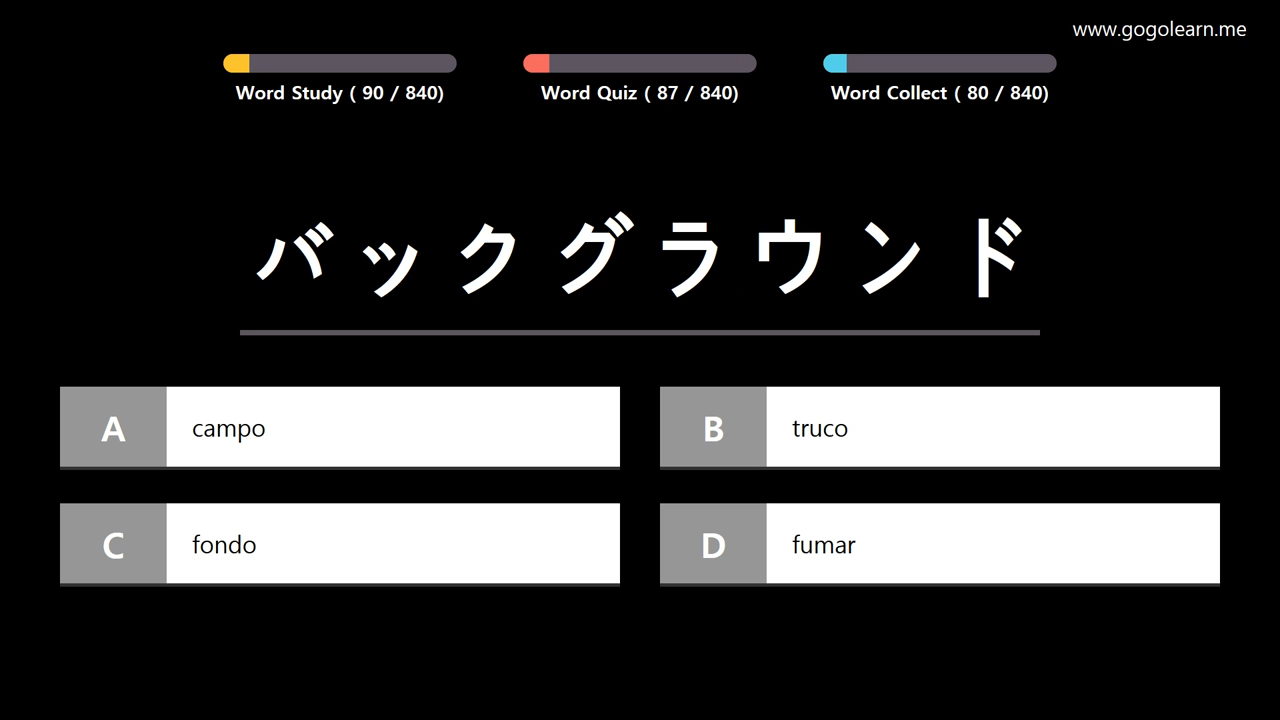 www.gogolearn.me
Word Study ( 90 / 840)
Word Quiz ( 87 / 840)
Word Collect ( 80 / 840)
バックグラウンド
A campo
B truco
C fondo
D fumar